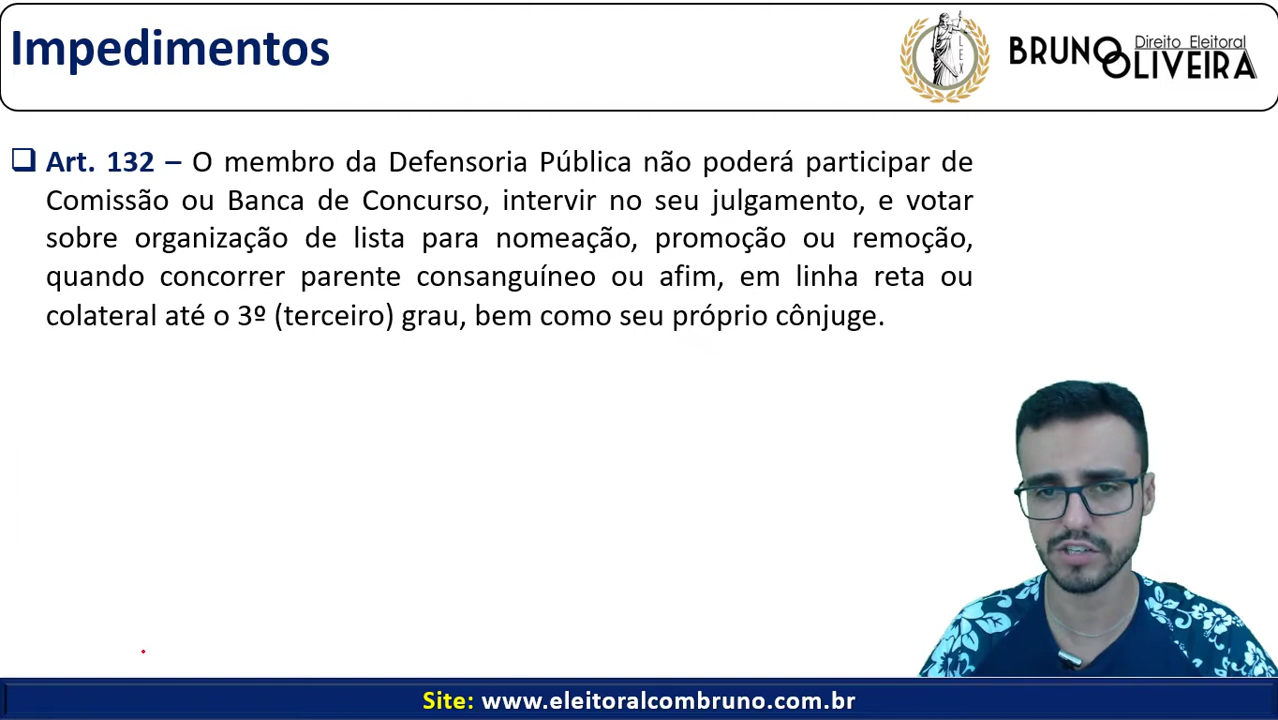 Impedimentos
LEX
BRUNO Direito Eleitoral
OLIVEIRA
Art. 132 – O membro da Defensoria Pública não poderá participar de
Comissão ou Banca de Concurso, intervir no seu julgamento, e votar
sobre organização de lista para nomeação, promoção ou remoção,
quando concorrer parente consanguíneo ou afim, em linha reta ou
colateral até o 3º (terceiro) grau, bem como seu próprio cônjuge.
Site: www.eleitoralcombruno.com.br